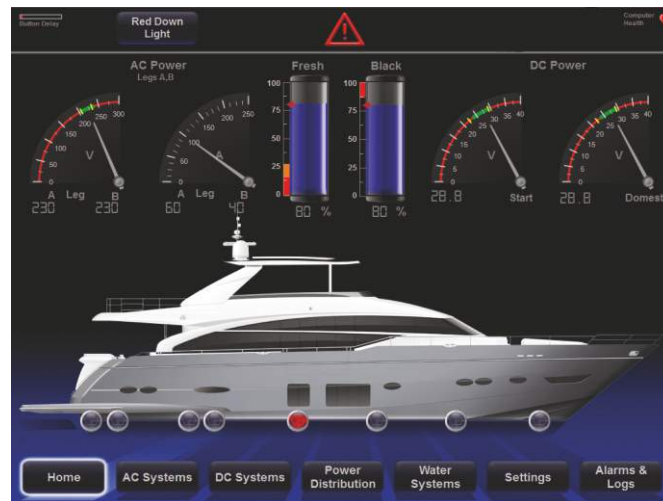 Button Delay
Red Down
Light
Computer
Health
AC Power
Legs A,B
Fresh
Black
DC Power
0 50 100 150 200 250 300
V
A Leg B
230 230
0 50 100 150 200 250
A
A Leg B
60 40
100
75
50
25
0
80 %
100
75
50
25
0
80 %
0 5 10 15 20 25 30 35 40
V
28.8 Start
0 5 10 15 20 25 30 35 40
V
28.8 Domest
Home
AC Systems
DC Systems
Power
Distribution
Water
Systems
Settings
Alarms &
Logs